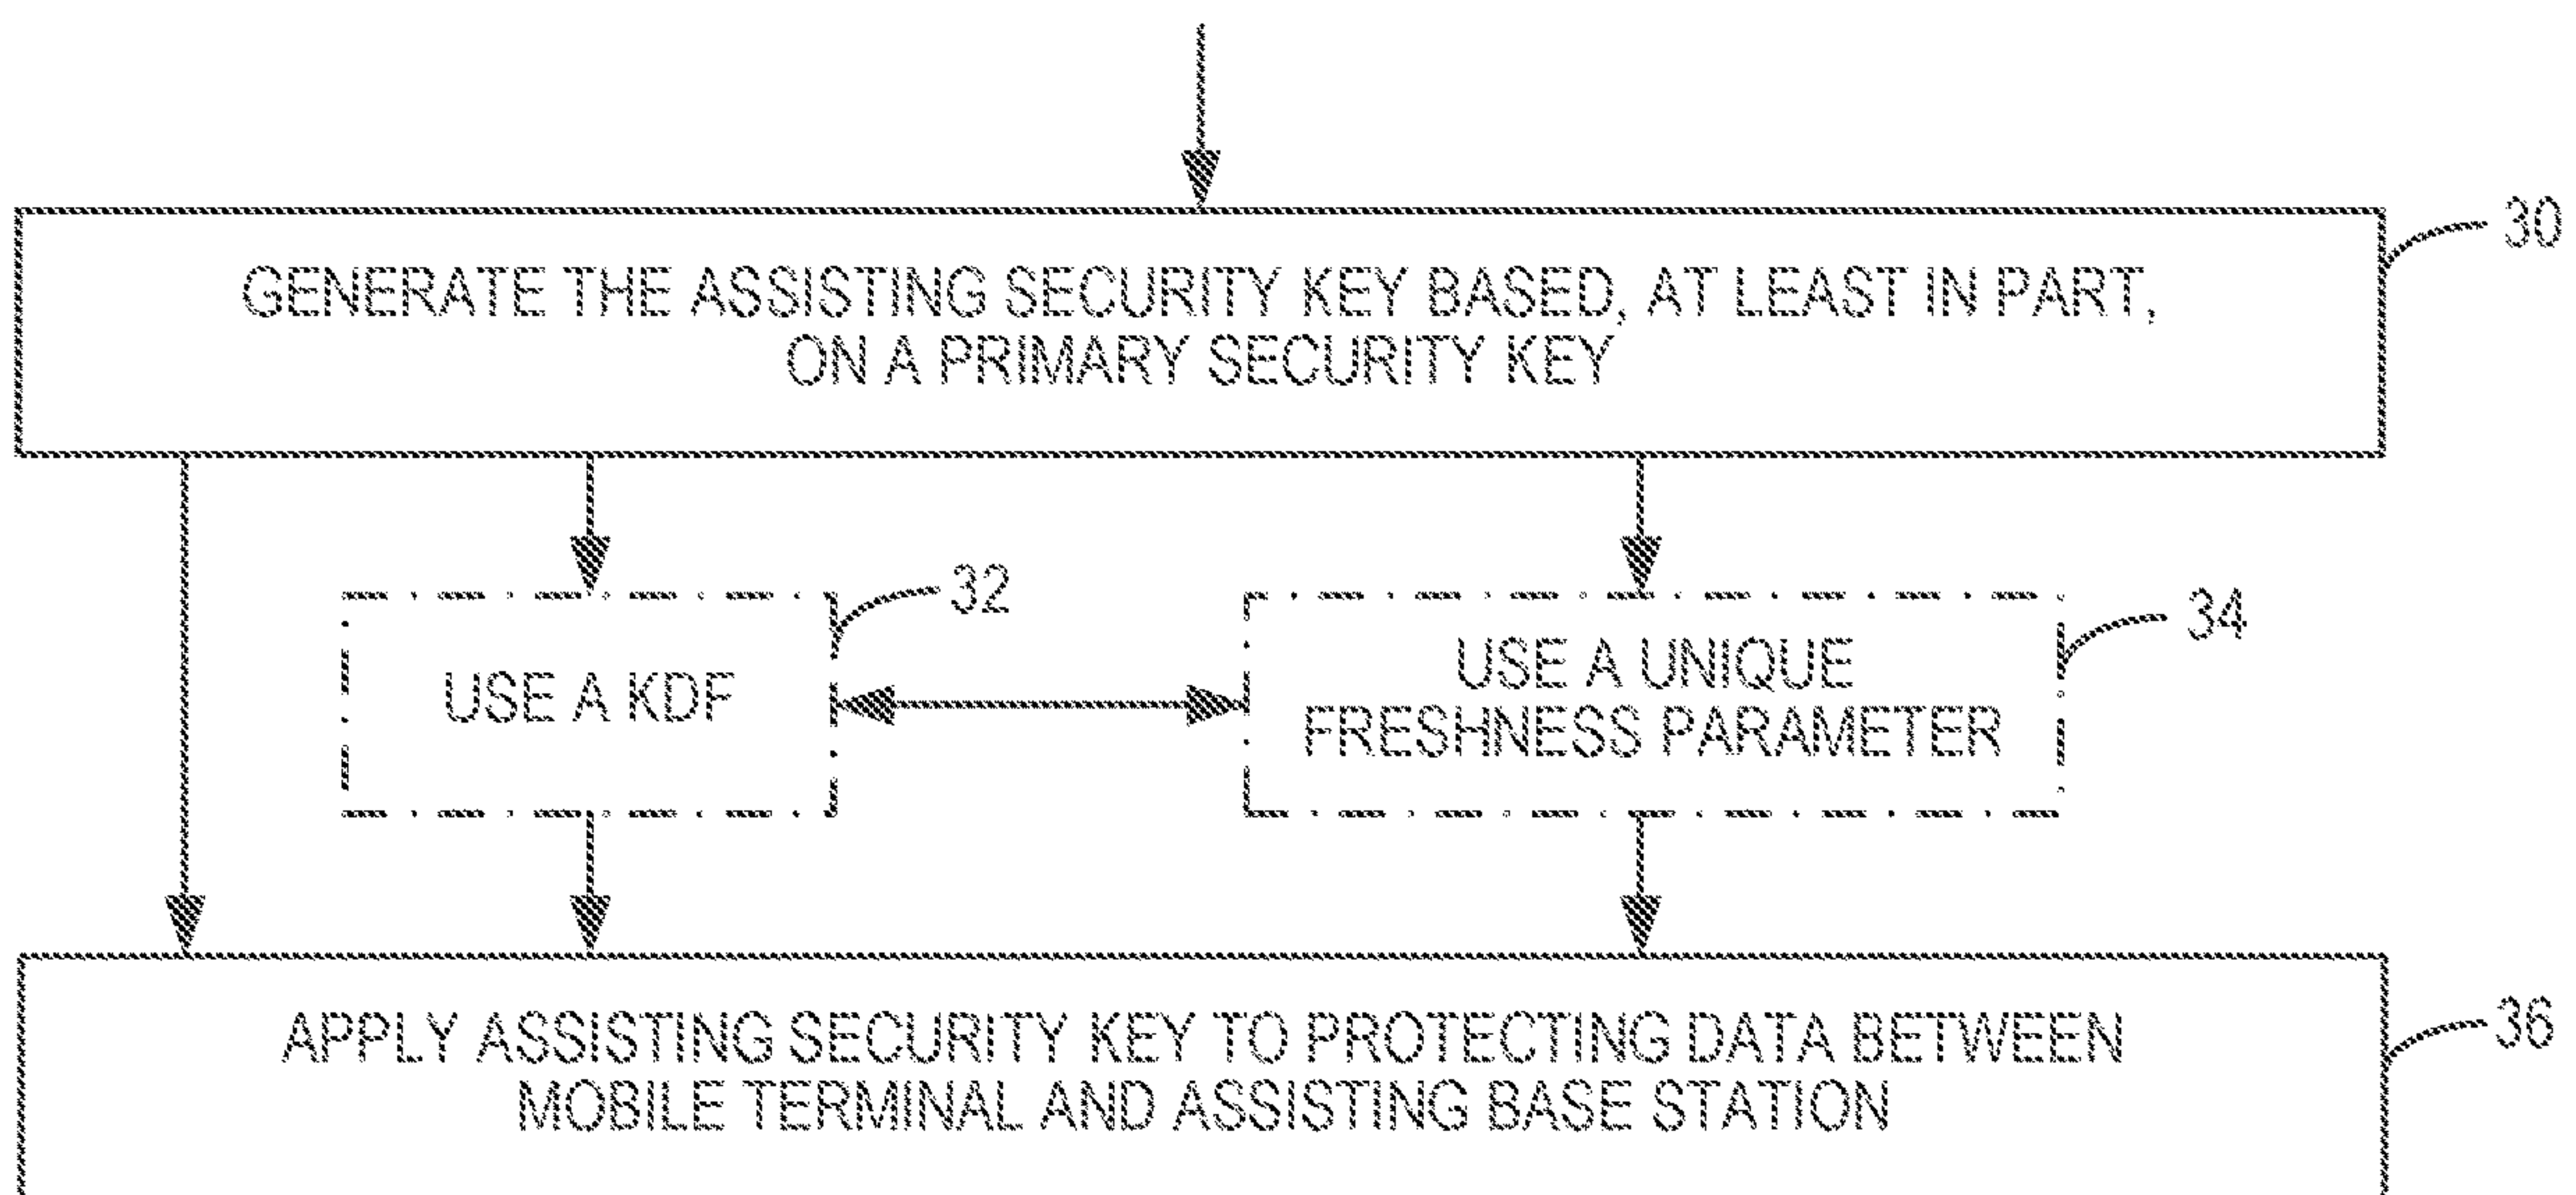 30
GENERATE THE ASSISTING SECURITY KEY BASED, AT LEAST IN PART,
ON A PRIMARY SECURITY KEY
32
USE A KDF
34
USE A UNIQUE
FRESHNESS PARAMETER
36
APPLY ASSISTING SECURITY KEY TO PROTECTING DATA BETWEEN
MOBILE TERMINAL AND ASSISTING BASE STATION